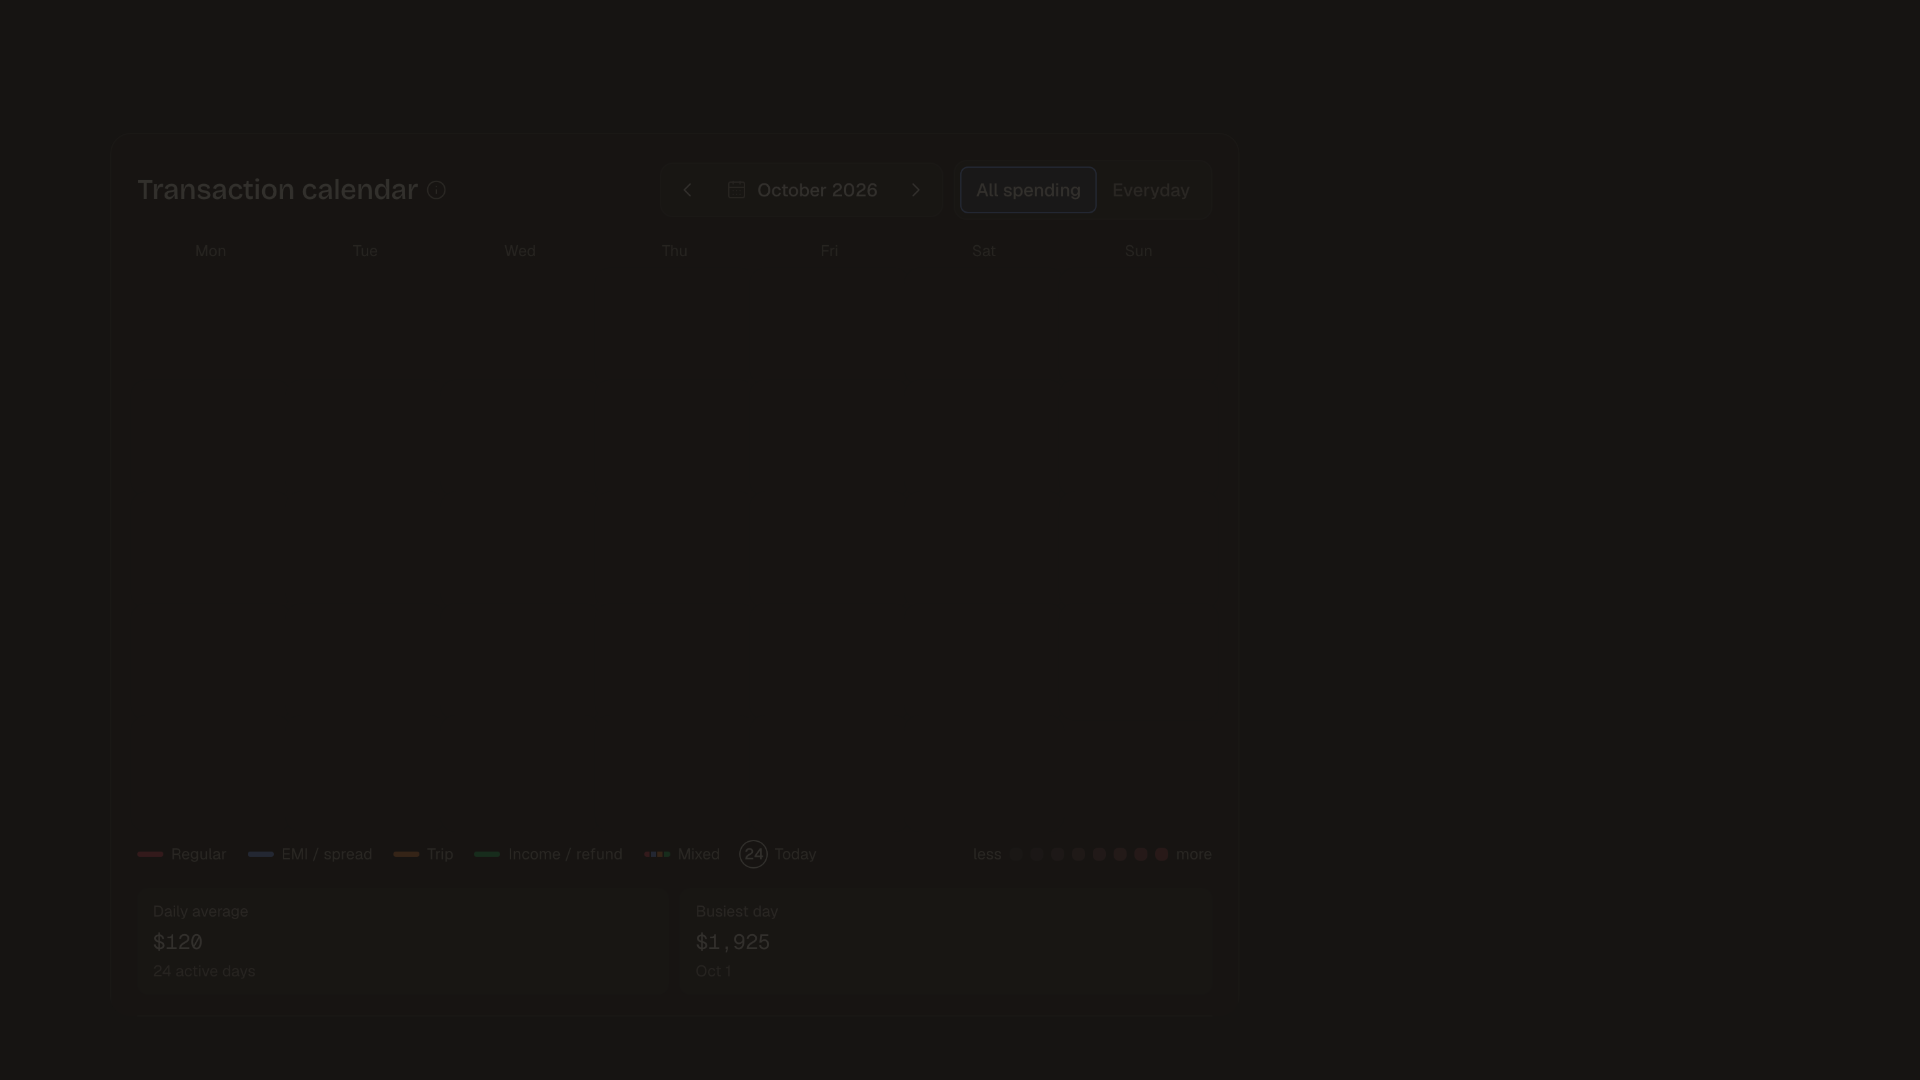 Transaction calendar
October 2026
All spending
Everyday
Mon Tue Wed Thu Fri Sat Sun
Regular
EMI / spread
Trip
Income / refund
Mixed
24
Today
less
more
Daily average
$120
24 active days
Busiest day
$1,925
Oct 1